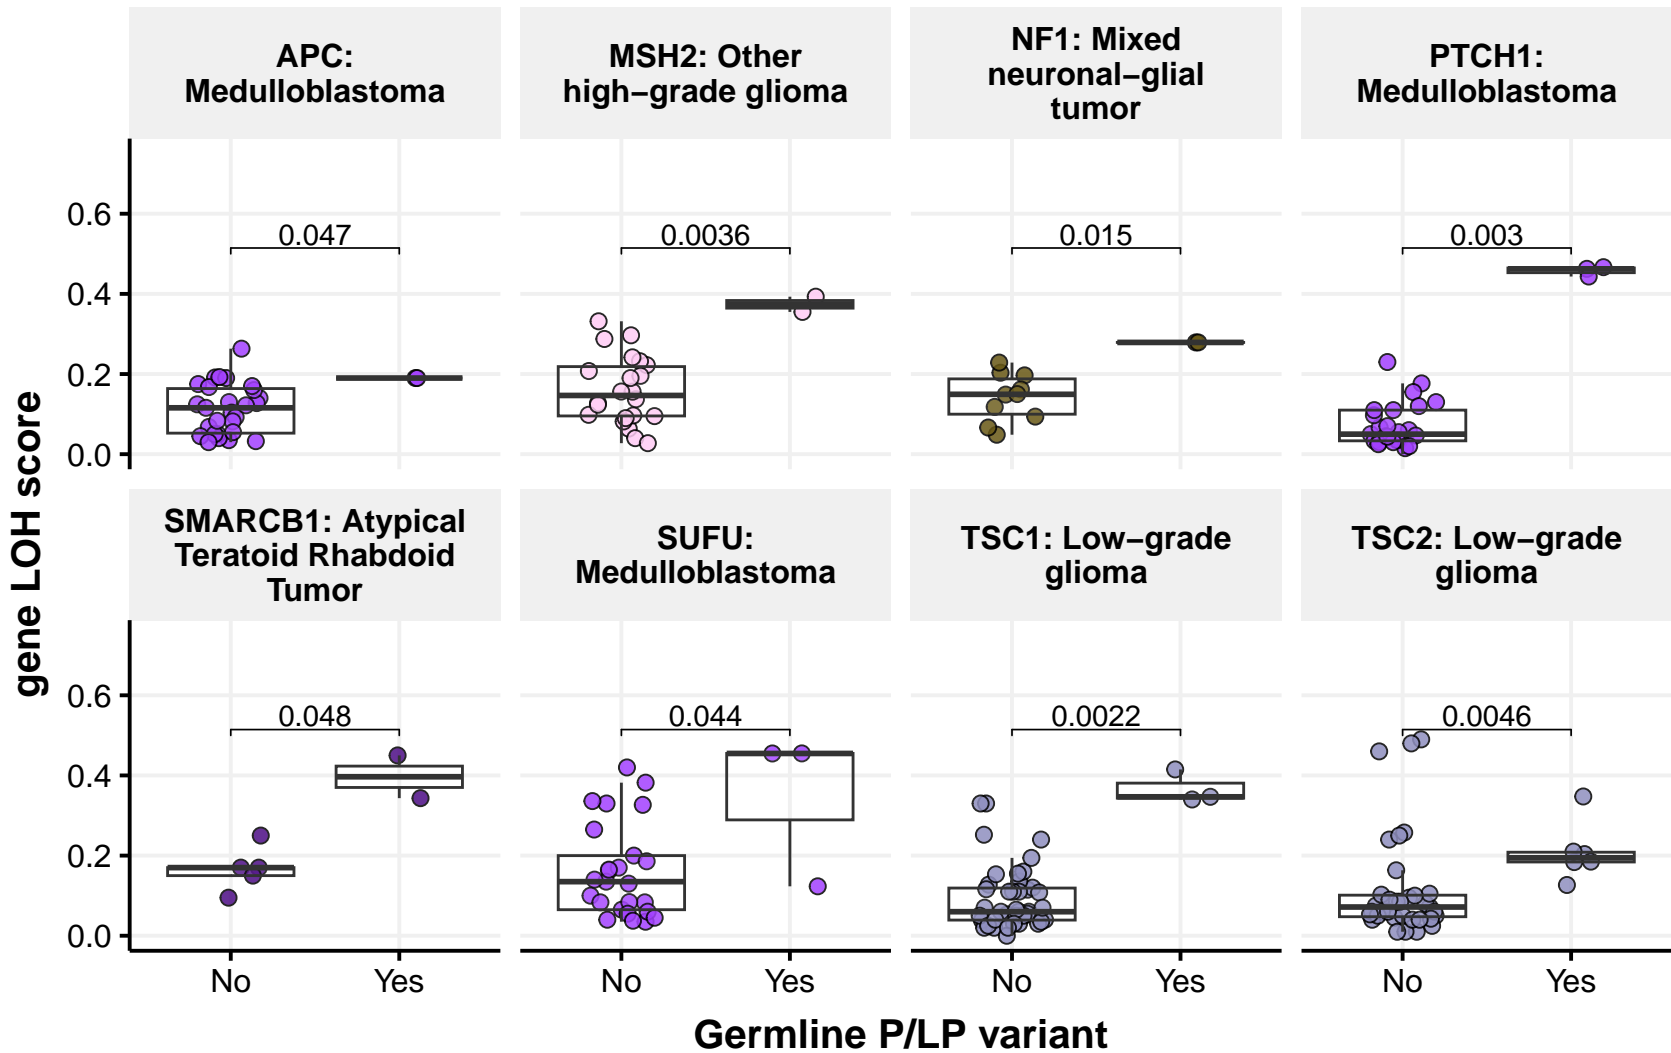 APC:
Medulloblastoma
MSH2: Other
high−grade glioma
NF1: Mixed
neuronal−glial
tumor
PTCH1:
Medulloblastoma
gene LOH score
0.6
0.4
0.2
0.0
0.047
0.0036
0.015
0.003
SMARCB1: Atypical
Teratoid Rhabdoid
Tumor
SUFU:
Medulloblastoma
TSC1: Low−grade
glioma
TSC2: Low−grade
glioma
0.6
0.4
0.2
0.0
0.048
0.044
0.0022
0.0046
No
Yes
No
Yes
No
Yes
No
Yes
Germline P/LP variant